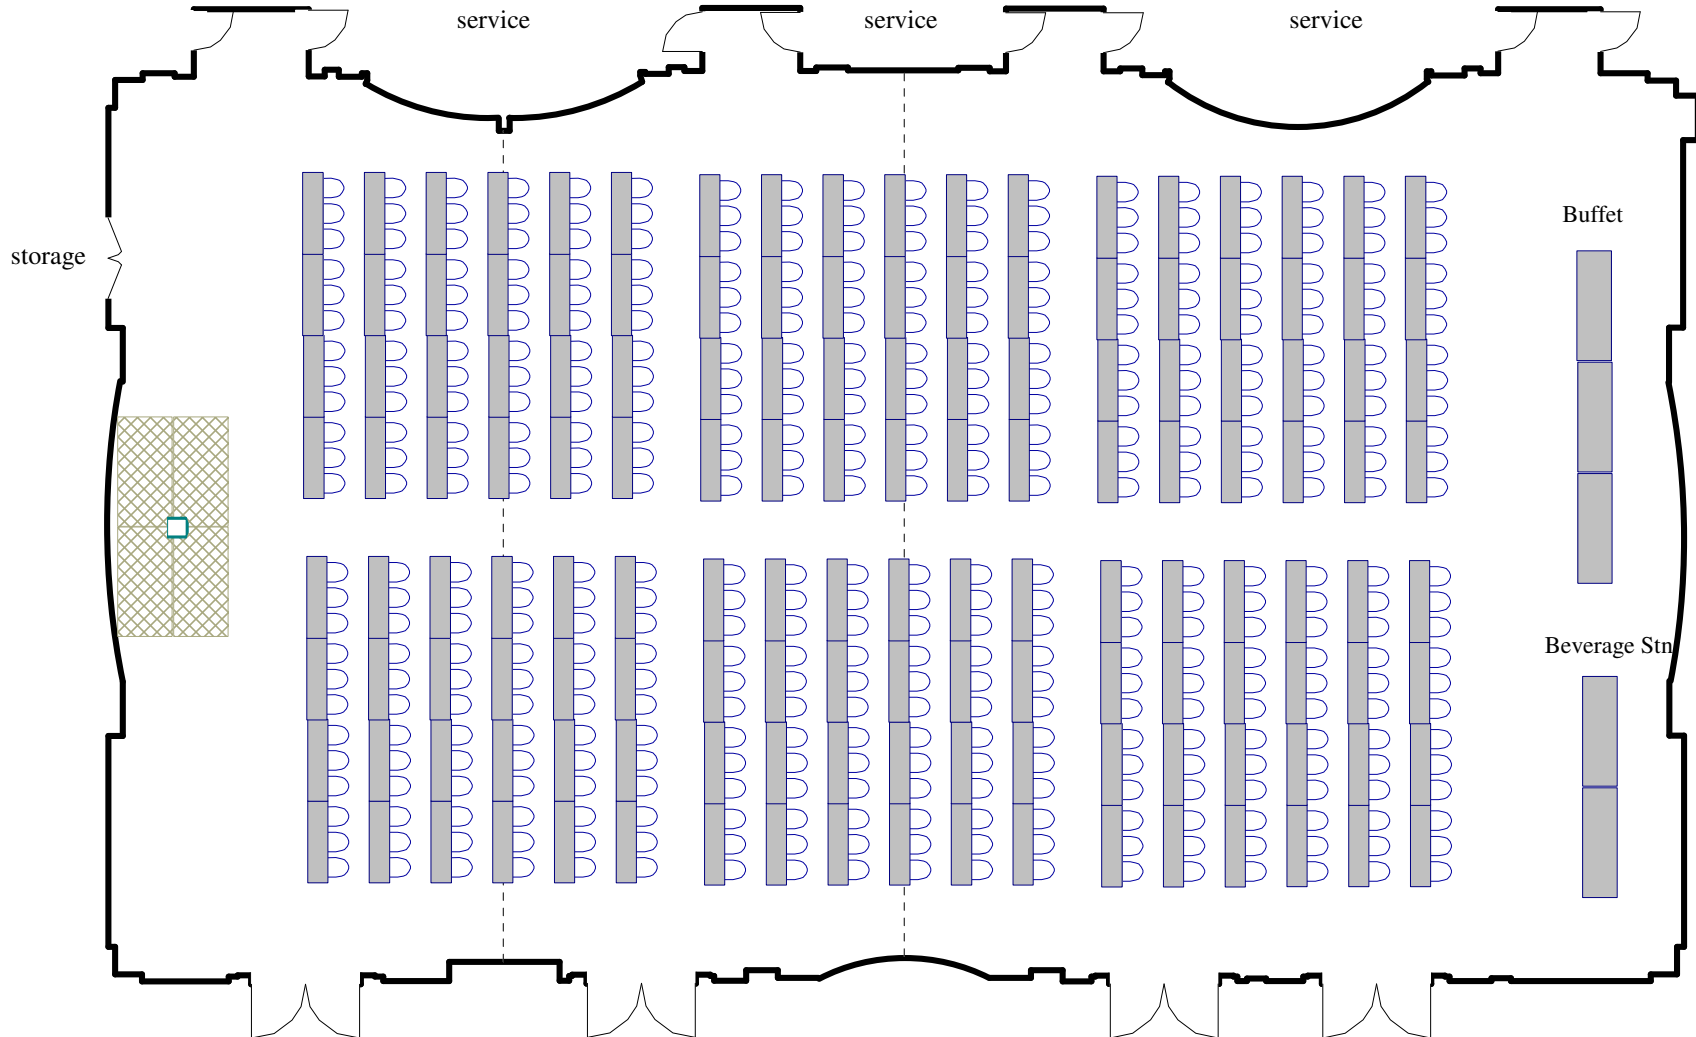 service
service
service
Buffet
storage
Beverage Stn